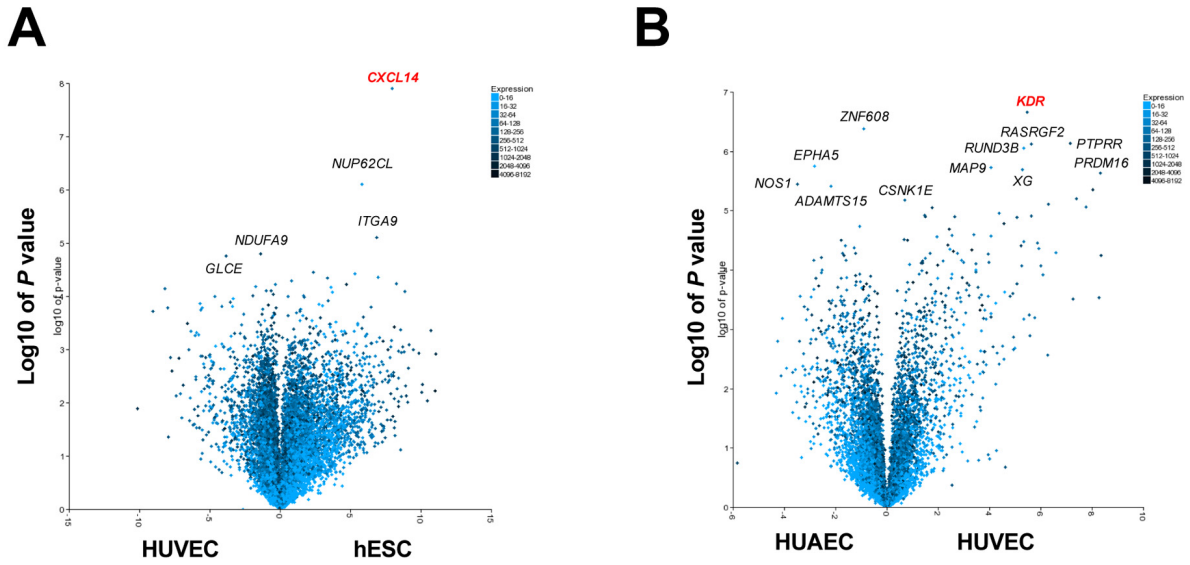 A
CXCL14
NUP62CL
ITGA9
NDUFA9
GLCE
Expression
0-16
16-32
32-64
64-128
128-256
256-512
512-1024
1024-2048
2048-4096
4096-8192
Log10 of P value
log10 of p-value
8
7
6
5
4
3
2
1
0
-15
-10
-5
0
5
10
15
HUVEC
hESC
B
KDR
ZNF608
RASRGF2
RUND3B
PTPRR
EPHA5
MAP9
PRDM16
NOS1
XG
ADAMTS15
CSNK1E
Expression
0-16
16-32
32-64
64-128
128-256
256-512
512-1024
1024-2048
2048-4096
4096-8192
Log10 of P value
log10 of p-value
7
6
5
4
3
2
1
0
-6
-4
-2
0
2
4
6
8
10
HUAEC
HUVEC